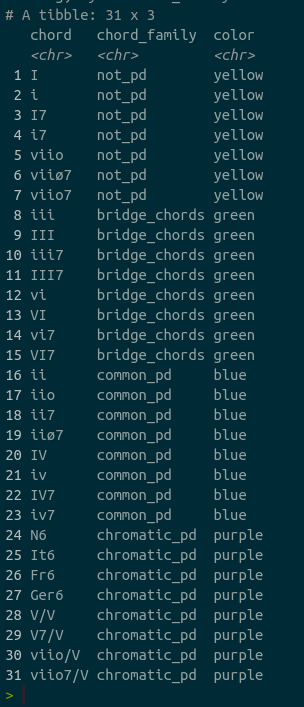 # A tibble: 31 x 3
chord chord_family color
<chr> <chr> <chr>
1 I not_pd yellow
2 i not_pd yellow
3 I7 not_pd yellow
4 i7 not_pd yellow
5 viio not_pd yellow
6 viiø7 not_pd yellow
7 viio7 not_pd yellow
8 iii bridge_chords green
9 III bridge_chords green
10 iii7 bridge_chords green
11 III7 bridge_chords green
12 vi bridge_chords green
13 VI bridge_chords green
14 vi7 bridge_chords green
15 VI7 bridge_chords green
16 ii common_pd blue
17 iio common_pd blue
18 ii7 common_pd blue
19 iiø7 common_pd blue
20 IV common_pd blue
21 iv common_pd blue
22 IV7 common_pd blue
23 iv7 common_pd blue
24 N6 chromatic_pd purple
25 It6 chromatic_pd purple
26 Fr6 chromatic_pd purple
27 Ger6 chromatic_pd purple
28 V/V chromatic_pd purple
29 V7/V chromatic_pd purple
30 viio/V chromatic_pd purple
31 viio7/V chromatic_pd purple
>